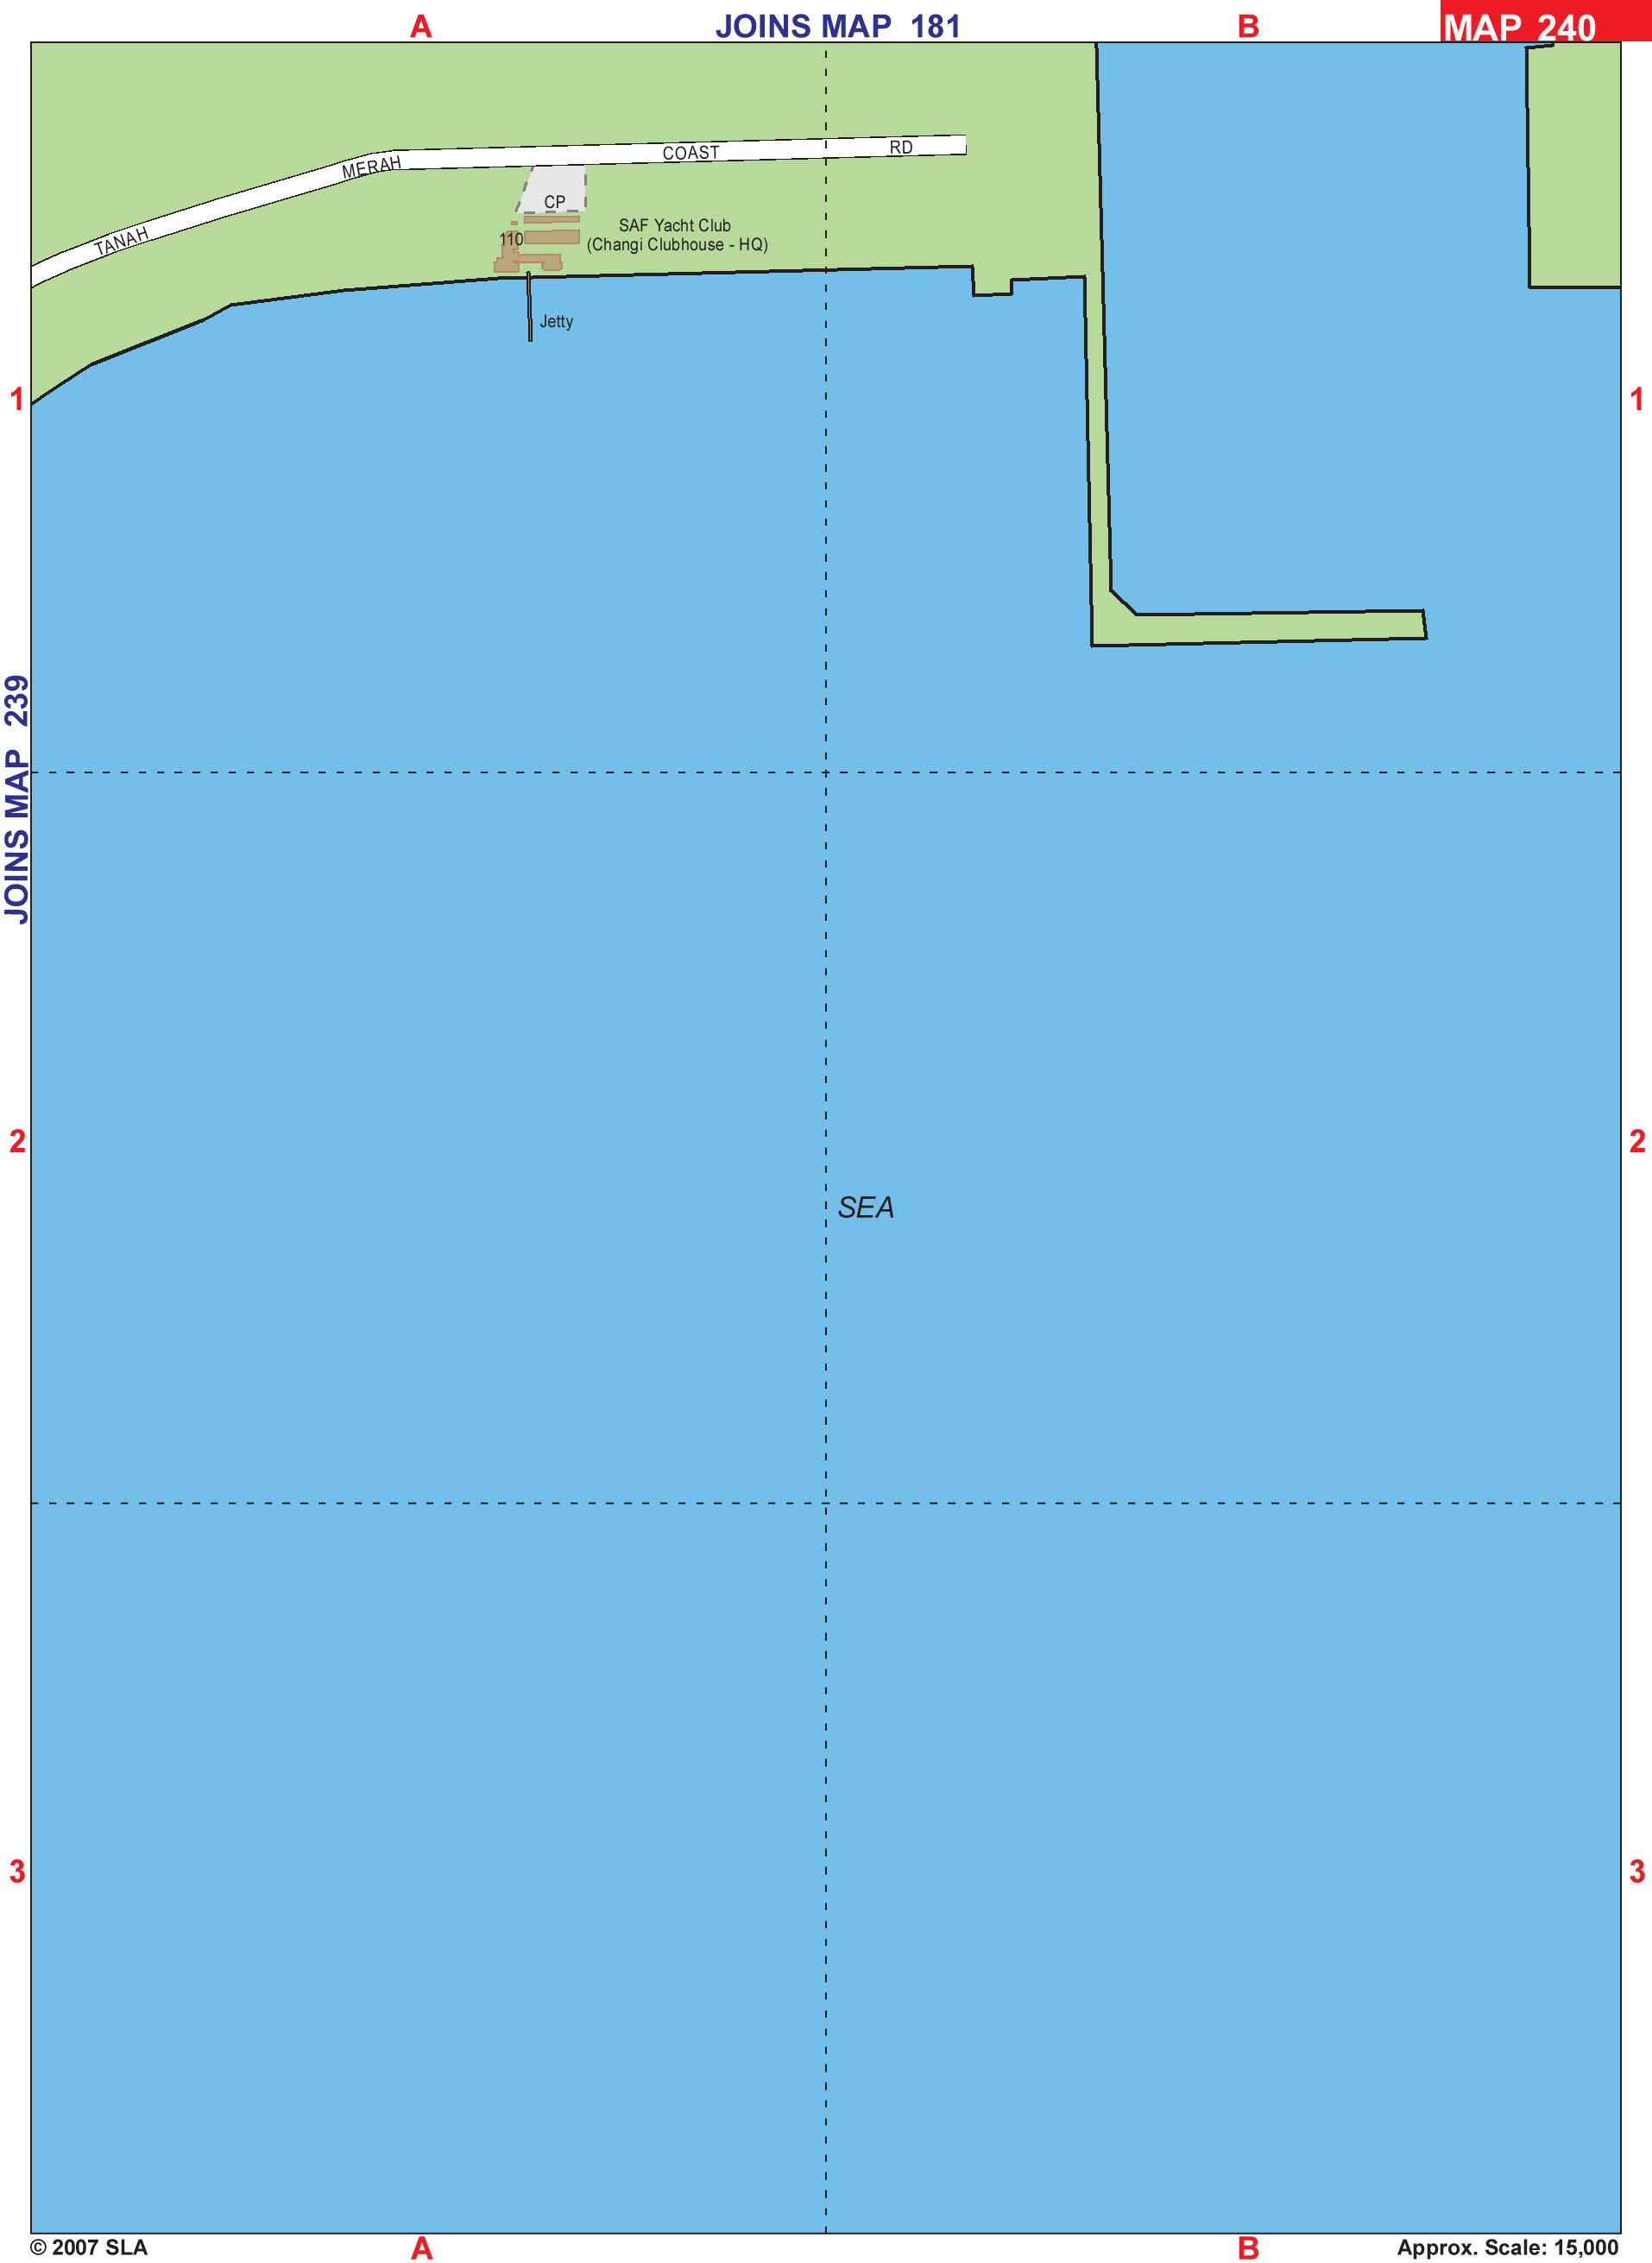 A JOINS MAP 181 B MAP 240
TANAH MERAH COAST RD
CP
110
SAF Yacht Club
(Changi Clubhouse - HQ)
Jetty
1 1
JOINS MAP 239
2 2
SEA
3 3
© 2007 SLA A B Approx. Scale: 15,000